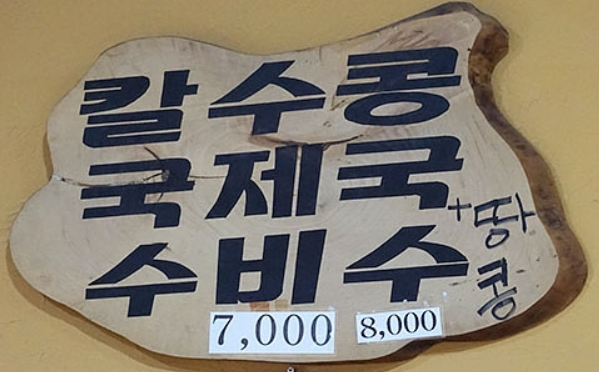 칼국수
수제비
콩국수
+땅콩
7,000
8,000